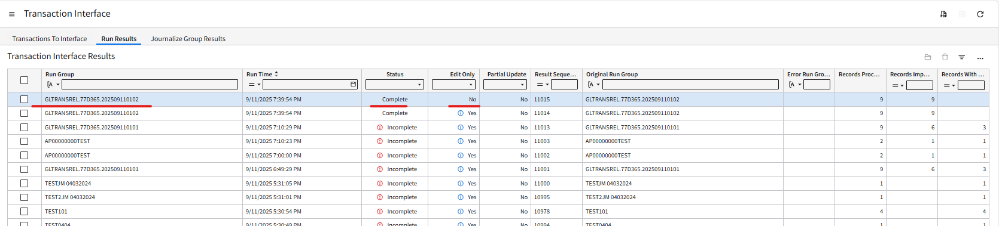 Transaction Interface
PDF
Transactions To Interface Run Results Journalize Group Results
Transaction Interface Results
Run Group Run Time Status Edit Only Partial Update Result Seque... Original Run Group Error Run Gro... Records Proc... Records Imp... Records With ...
GLTRANSREL.77D365.202509110102 9/11/2025 7:39:54 PM Complete No No 11015 GLTRANSREL.77D365.202509110102 9 9
GLTRANSREL.77D365.202509110102 9/11/2025 7:39:54 PM Complete Yes No 11014 GLTRANSREL.77D365.202509110102 9 9
GLTRANSREL.77D365.202509110101 9/11/2025 7:10:29 PM Incomplete Yes No 11013 GLTRANSREL.77D365.202509110101 9 6 3
AP00000000TEST 9/11/2025 7:10:23 PM Incomplete Yes No 11003 AP00000000TEST 2 1 1
AP00000000TEST 9/11/2025 7:00:00 PM Incomplete Yes No 11002 AP00000000TEST 2 1 1
GLTRANSREL.77D365.202509110101 9/11/2025 6:49:29 PM Incomplete Yes No 11001 GLTRANSREL.77D365.202509110101 9 6 3
TESTJM 04032024 9/11/2025 5:31:05 PM Incomplete Yes No 11000 TESTJM 04032024 1 1
TEST2JM 04032024 9/11/2025 5:31:01 PM Incomplete Yes No 10995 TEST2JM 04032024 1 1
TEST101 9/11/2025 5:30:54 PM Incomplete Yes No 10978 TEST101 4 4
TEST0404 9/11/2025 5:30:49 PM Incomplete Yes No 10994 TEST0404 1 1